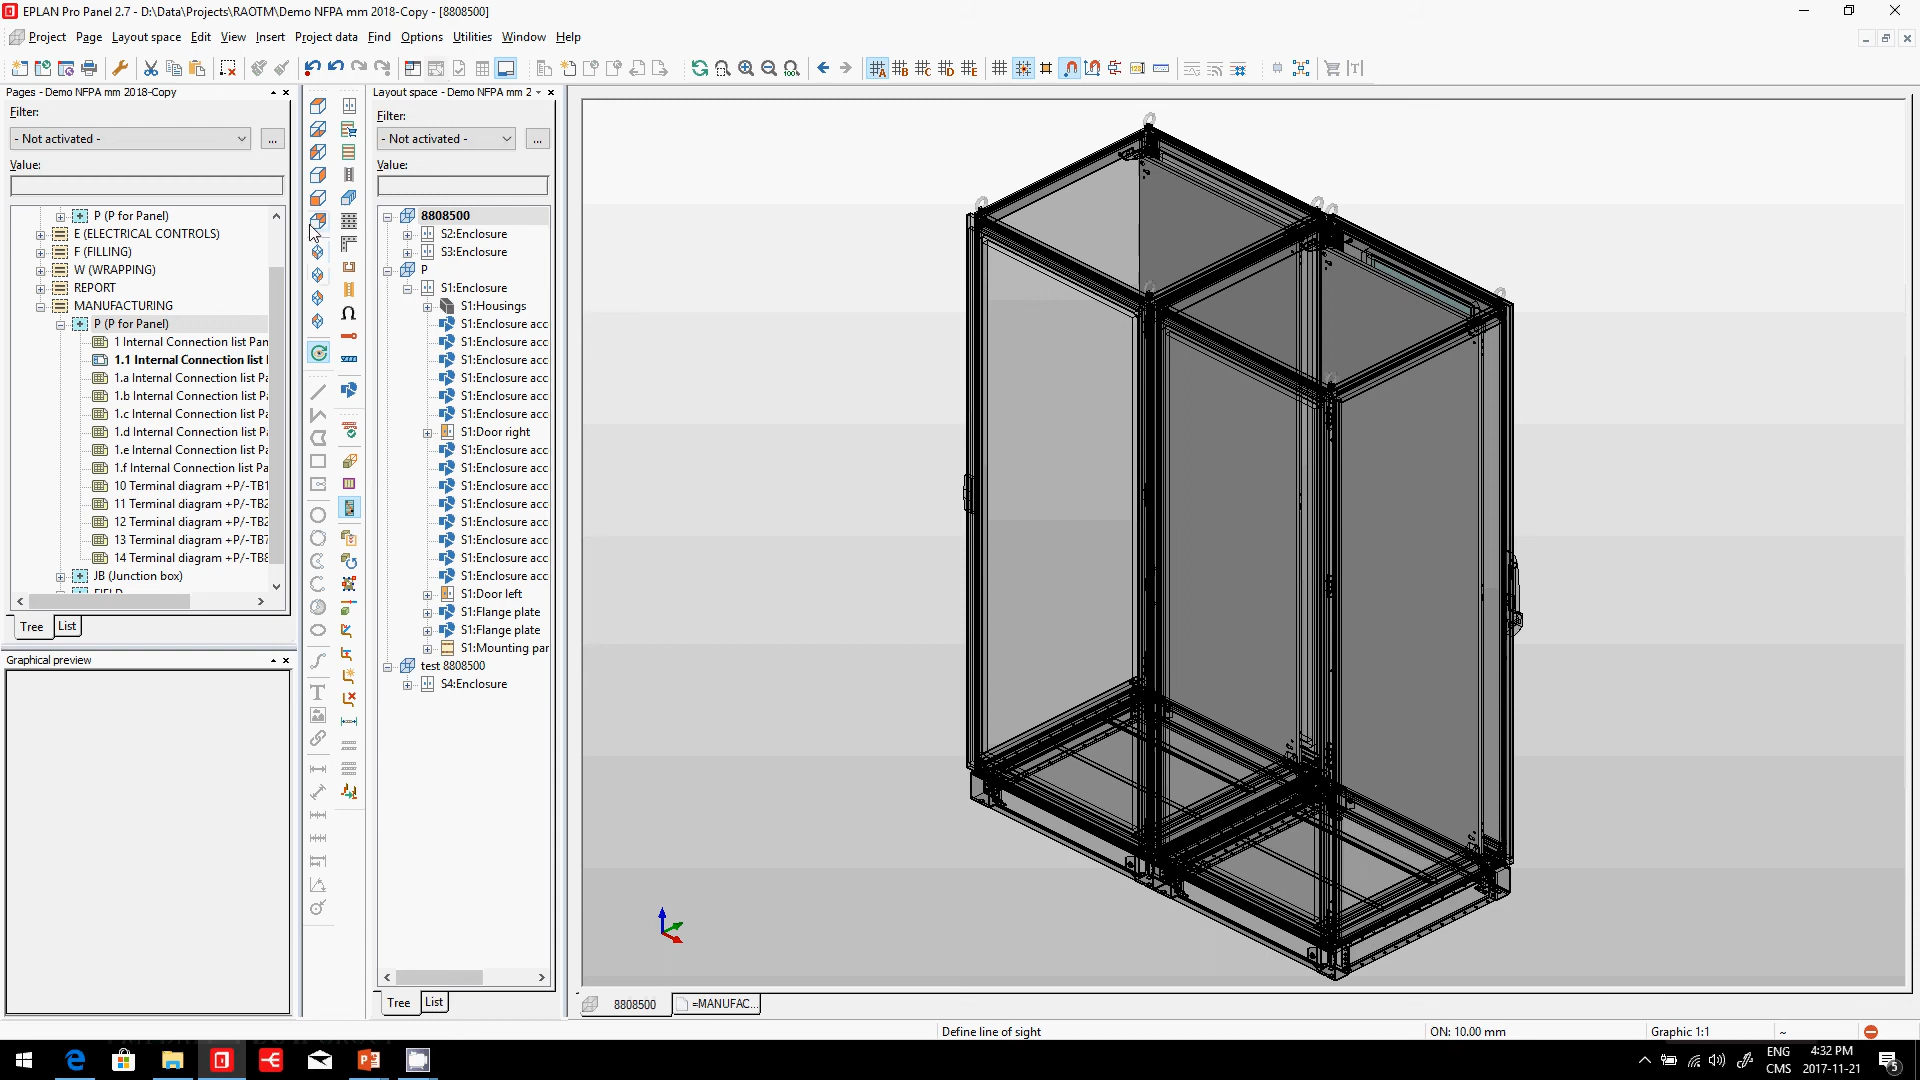 EPLAN Pro Panel 2.7 - D:\Data\Projects\RAOTM\Demo NFPA mm 2018-Copy - [8808500]
Project Page Layout space Edit View Insert Project data Find Options Utilities Window Help
Pages - Demo NFPA mm 2018-Copy
Filter:
- Not activated -
...
Value:
P (P for Panel)
E (ELECTRICAL CONTROLS)
F (FILLING)
W (WRAPPING)
REPORT
MANUFACTURING
P (P for Panel)
1 Internal Connection list Pan
1.1 Internal Connection list
1.a Internal Connection list Pa
1.b Internal Connection list Pa
1.c Internal Connection list Pa
1.d Internal Connection list Pa
1.e Internal Connection list Pa
1.f Internal Connection list Pa
10 Terminal diagram +P/-TB1
11 Terminal diagram +P/-TB2
12 Terminal diagram +P/-TB2
13 Terminal diagram +P/-TB7
14 Terminal diagram +P/-TB8
JB (Junction box)
Tree List
Graphical preview
Layout space - Demo NFPA mm 2
Filter:
- Not activated -
...
Value:
8808500
S2:Enclosure
S3:Enclosure
P
S1:Enclosure
S1:Housings
S1:Enclosure acc
S1:Enclosure acc
S1:Enclosure acc
S1:Enclosure acc
S1:Enclosure acc
S1:Enclosure acc
S1:Door right
S1:Enclosure acc
S1:Enclosure acc
S1:Enclosure acc
S1:Enclosure acc
S1:Enclosure acc
S1:Enclosure acc
S1:Enclosure acc
S1:Enclosure acc
S1:Door left
S1:Flange plate
S1:Flange plate
S1:Mounting par
test 8808500
S4:Enclosure
Tree List
8808500 =MANUFAC...
Define line of sight
ON: 10.00 mm
Graphic 1:1
~
ENG
CMS
4:32 PM
2017-11-21
5